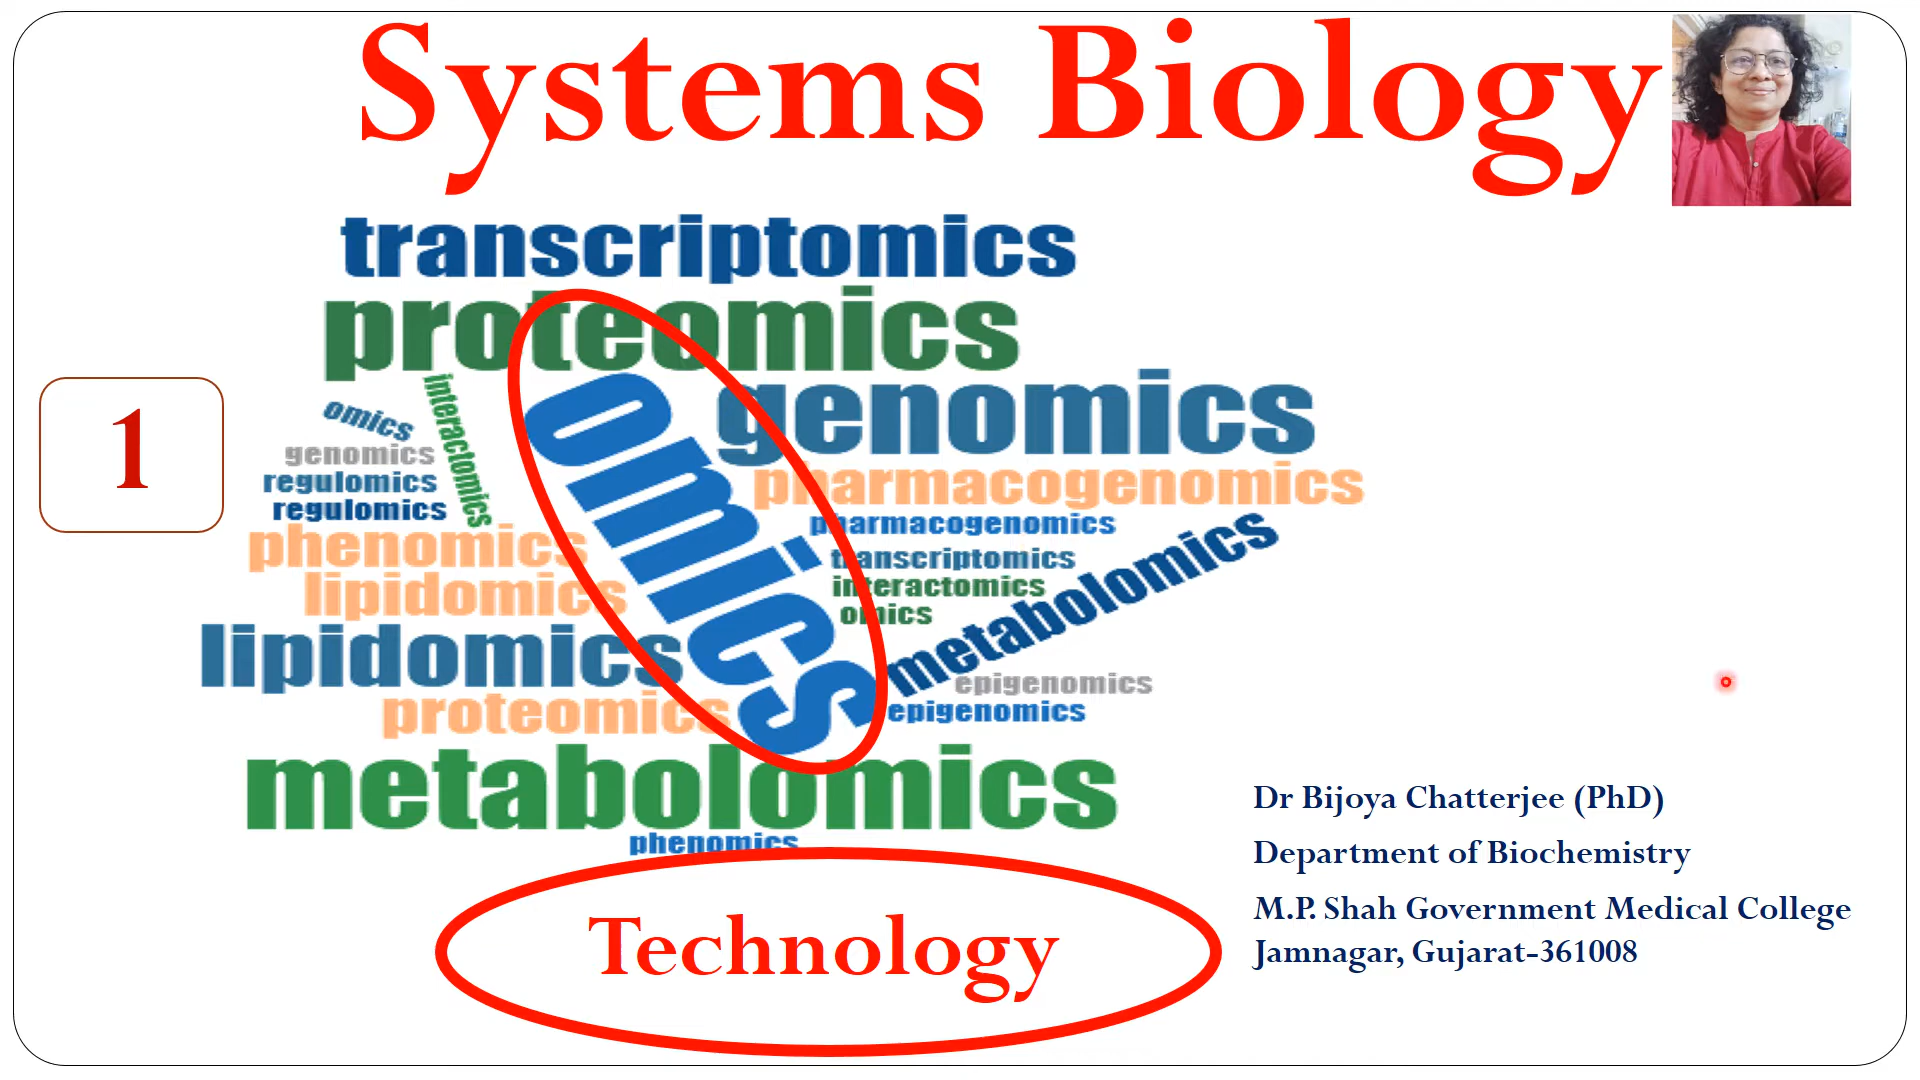 Systems Biology
transcriptomics
proteomics
genomics
omics
interactomics
omics
genomics
regulomics
regulomics
pharmacogenomics
pharmacogenomics
phenomics
transcriptomics
lipidomics
interactomics
omics
metabolomics
lipidomics
epigenomics
proteomics
epigenomics
metabolomics
phenomics
1
Technology
Dr Bijoya Chatterjee (PhD)
Department of Biochemistry
M.P. Shah Government Medical College
Jamnagar, Gujarat-361008